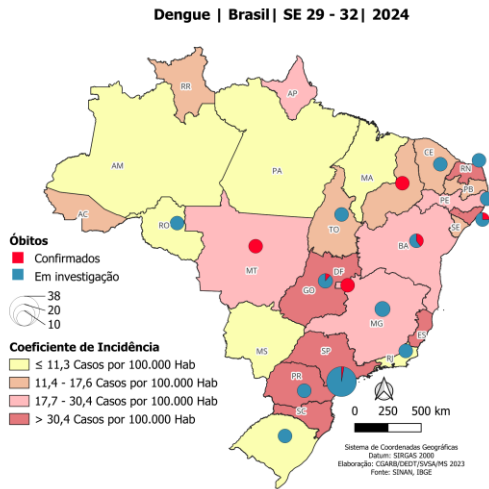 Dengue | Brasil| SE 29 - 32| 2024
RR
AP
AM
PA
MA
CE
RN
PB
PE
AC
RO
TO
SE
BA
MT
DF
GO
MG
ES
MS
SP
RJ
PR
SC
RS
Óbitos
Confirmados
Em investigação
38
20
10
Coeficiente de Incidência
≤ 11,3 Casos por 100.000 Hab
11,4 - 17,6 Casos por 100.000 Hab
17,7 - 30,4 Casos por 100.000 Hab
> 30,4 Casos por 100.000 Hab
0 250 500 km
Sistema de Coordenadas Geográficas
Datum: SIRGAS 2000
Elaboração: CGARB/DEDT/SVSA/MS 2023
Fonte: SINAN, IBGE